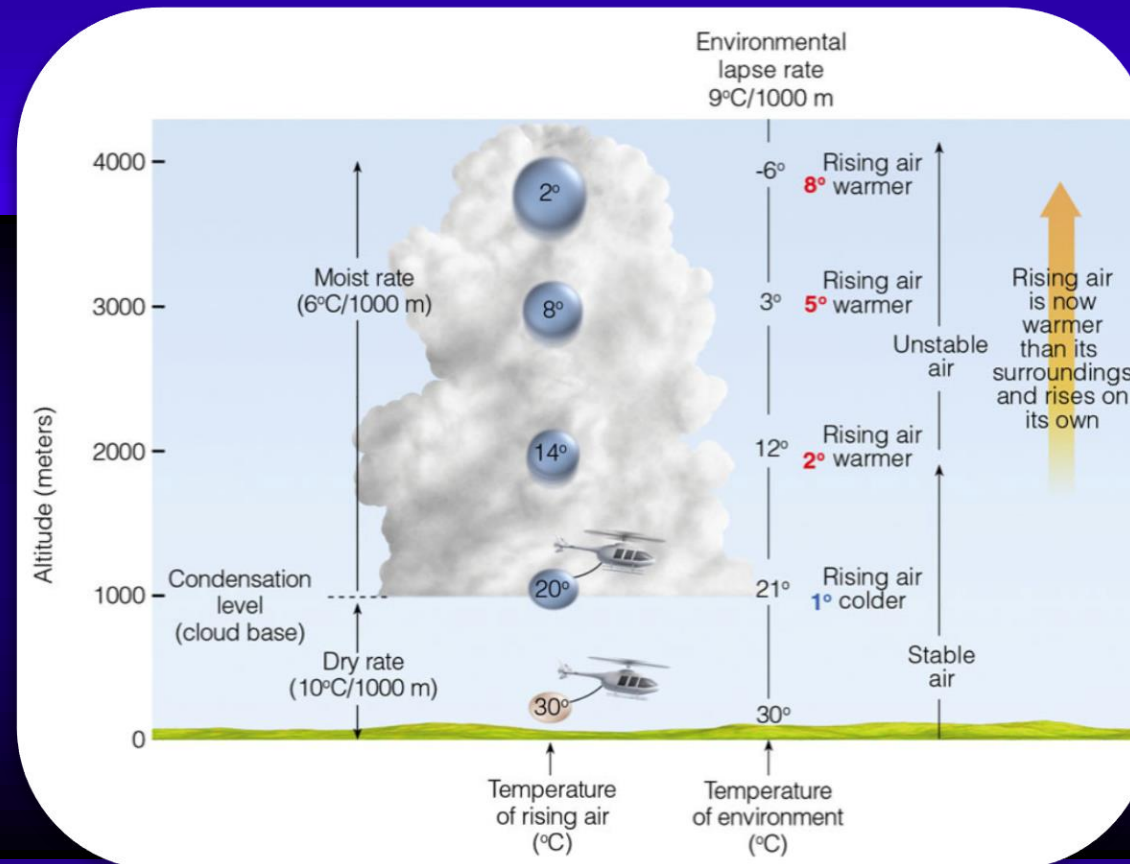 Environmental
lapse rate
9°C/1000 m
4000
2°
-6°
Rising air
8° warmer
Moist rate
(6°C/1000 m)
3000
8°
3°
Rising air
5° warmer
Unstable
air
Rising air
is now
warmer
than its
surroundings
and rises on
its own
2000
14°
12°
Rising air
2° warmer
Altitude (meters)
Condensation
level
(cloud base)
1000
20°
21°
Rising air
1° colder
Dry rate
(10°C/1000 m)
Stable
air
30°
30°
0
Temperature
of rising air
(°C)
Temperature
of environment
(°C)